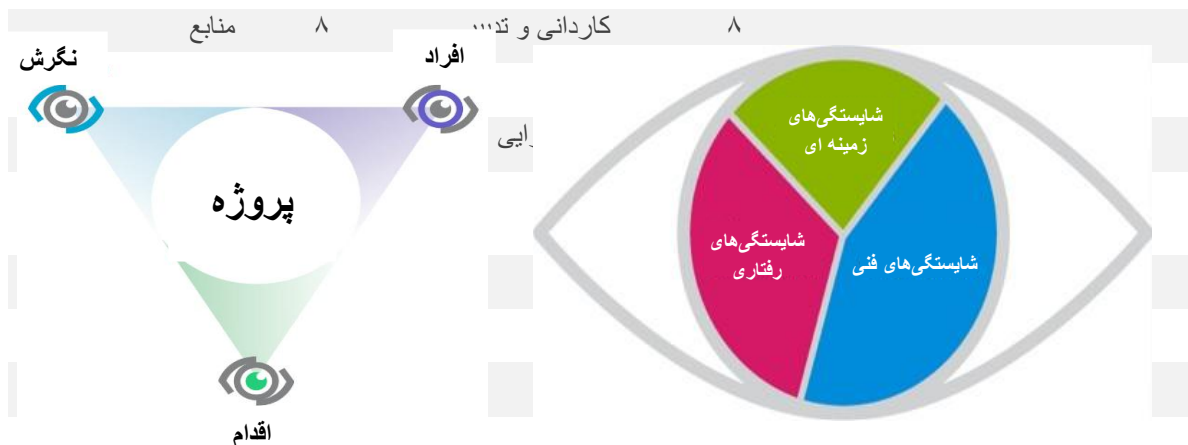 ۸ کاردانی و ۸ منابع
نگرش
افراد
پروژه
اقدام
شایستگی‌های
زمینه ای
شایستگی‌های
رفتاری
شایستگی‌های فنی